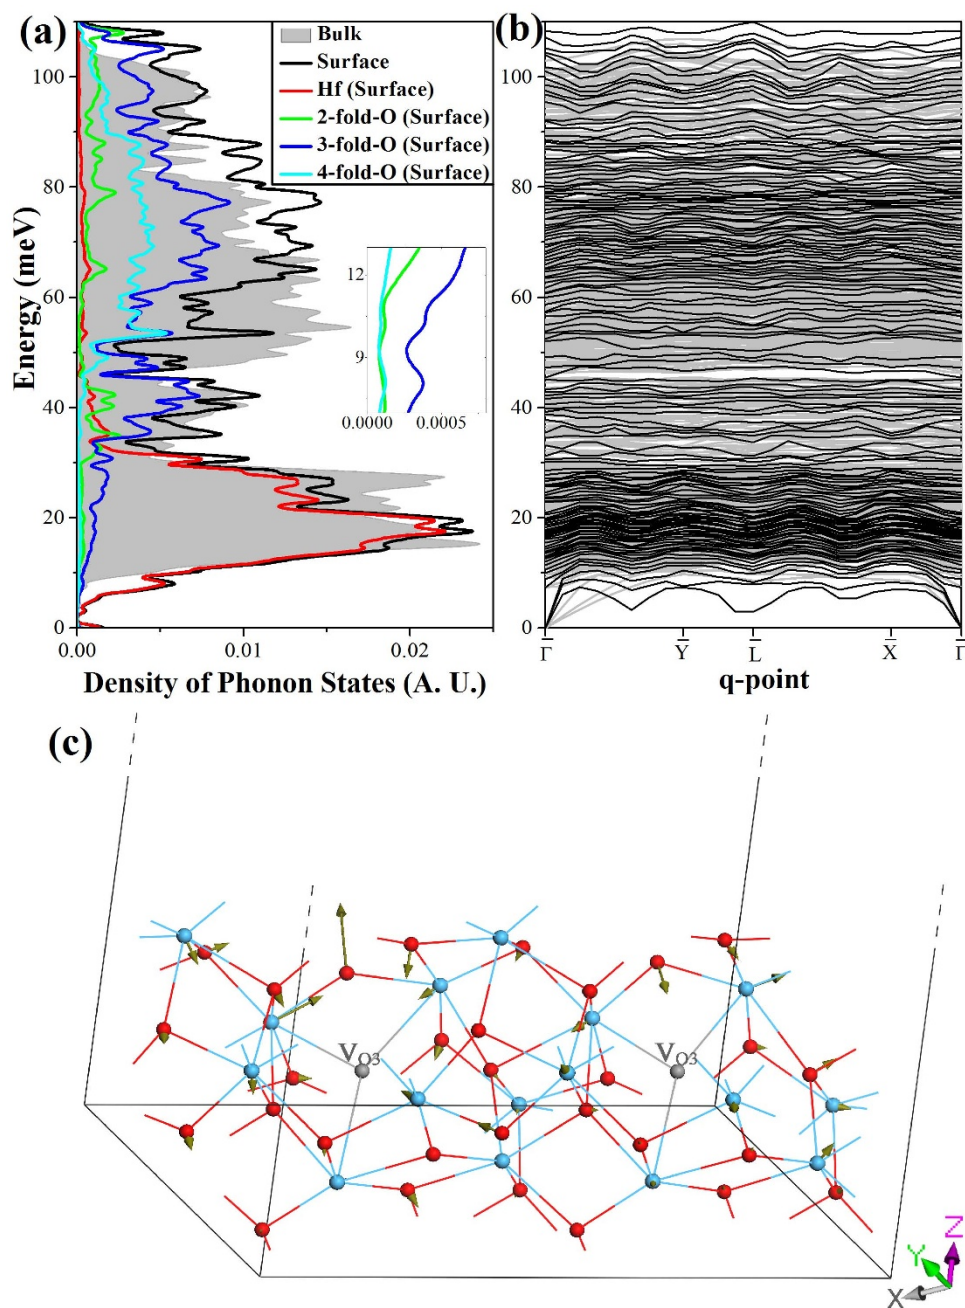 (a)
Bulk
Surface
Hf (Surface)
2-fold-O (Surface)
3-fold-O (Surface)
4-fold-O (Surface)
100
80
60
40
20
0
Energy (meV)
12
9
0.0000 0.0005
0.00 0.01 0.02
Density of Phonon States (A. U.)
(b)
100
80
60
40
20
0
Γ̄ Ȳ L̄ X̄ Γ̄
q-point
(c)
V_O3 V_O3
Z
Y
X